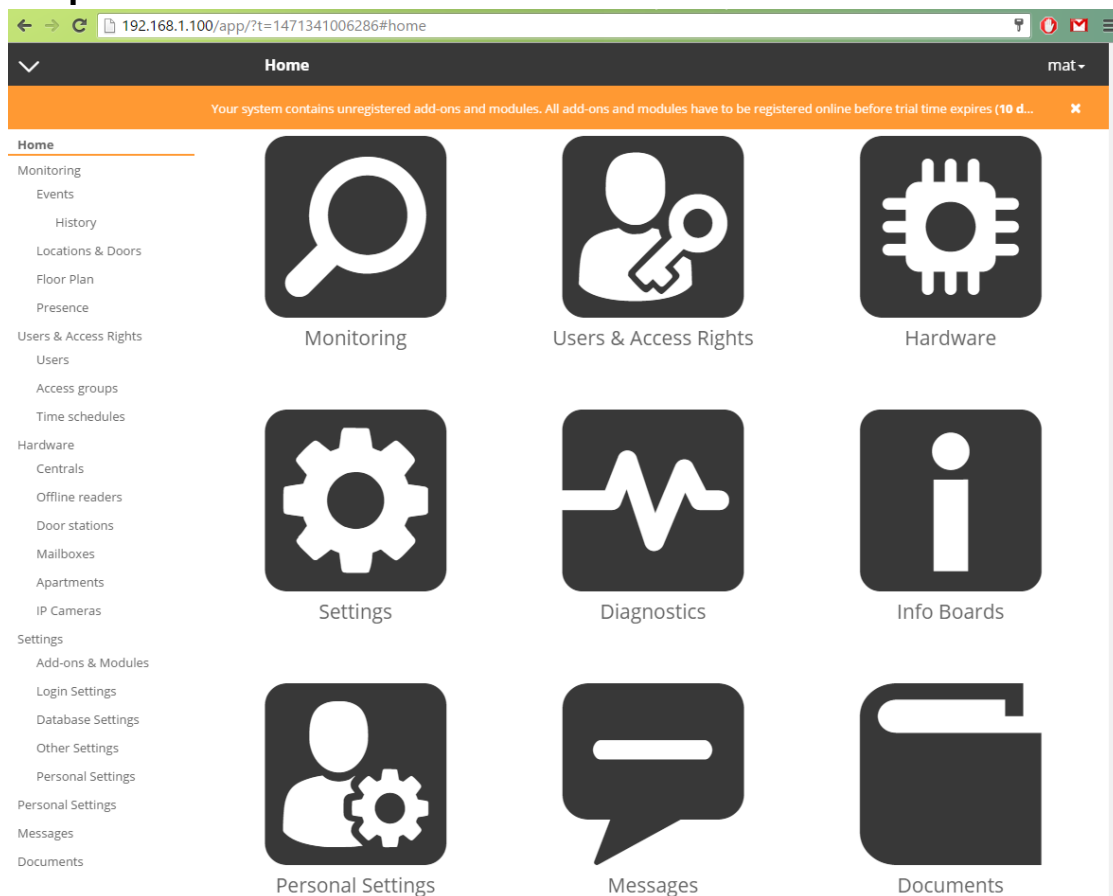 192.168.1.100/app/?t=1471341006286#home
Home
mat
Your system contains unregistered add-ons and modules. All add-ons and modules have to be registered online before trial time expires (10 d...
Home
Monitoring
Events
History
Locations & Doors
Floor Plan
Presence
Users & Access Rights
Users
Access groups
Time schedules
Hardware
Centrals
Offline readers
Door stations
Mailboxes
Apartments
IP Cameras
Settings
Add-ons & Modules
Login Settings
Database Settings
Other Settings
Personal Settings
Personal Settings
Messages
Documents
Monitoring
Users & Access Rights
Hardware
Settings
Diagnostics
Info Boards
Personal Settings
Messages
Documents